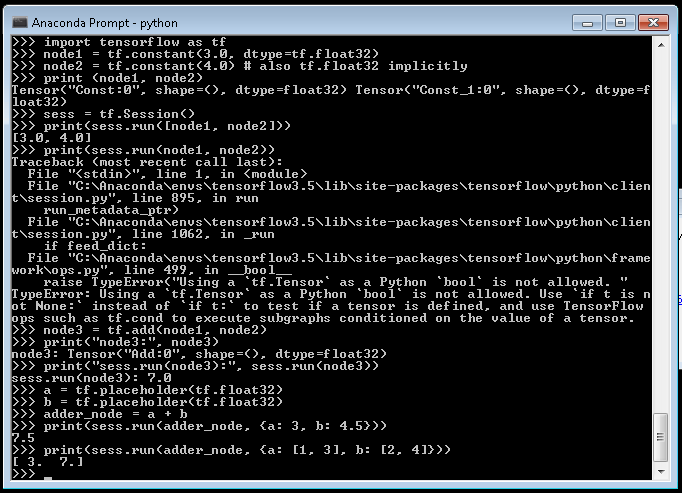 Anaconda Prompt - python
>>> import tensorflow as tf
>>> node1 = tf.constant(3.0, dtype=tf.float32)
>>> node2 = tf.constant(4.0) # also tf.float32 implicitly
>>> print (node1, node2)
Tensor("Const:0", shape=(), dtype=float32) Tensor("Const_1:0", shape=(), dtype=f
loat32)
>>> sess = tf.Session()
>>> print(sess.run([node1, node2]))
[3.0, 4.0]
>>> print(sess.run(node1, node2))
Traceback (most recent call last):
  File "<stdin>", line 1, in <module>
  File "C:\Anaconda\envs\tensorflow3.5\lib\site-packages\tensorflow\python\clien
t\session.py", line 895, in run
    run_metadata_ptr)
  File "C:\Anaconda\envs\tensorflow3.5\lib\site-packages\tensorflow\python\clien
t\session.py", line 1062, in _run
    if feed_dict:
  File "C:\Anaconda\envs\tensorflow3.5\lib\site-packages\tensorflow\python\frame
work\ops.py", line 499, in __bool__
    raise TypeError("Using a `tf.Tensor` as a Python `bool` is not allowed. "
TypeError: Using a `tf.Tensor` as a Python `bool` is not allowed. Use `if t is n
ot None:` instead of `if t:` to test if a tensor is defined, and use TensorFlow
ops such as tf.cond to execute subgraphs conditioned on the value of a tensor.
>>> node3 = tf.add(node1, node2)
>>> print("node3:", node3)
node3: Tensor("Add:0", shape=(), dtype=float32)
>>> print("sess.run(node3):", sess.run(node3))
sess.run(node3): 7.0
>>> a = tf.placeholder(tf.float32)
>>> b = tf.placeholder(tf.float32)
>>> adder_node = a + b
>>> print(sess.run(adder_node, {a: 3, b: 4.5}))
7.5
>>> print(sess.run(adder_node, {a: [1, 3], b: [2, 4]}))
[ 3.  7.]
>>> _